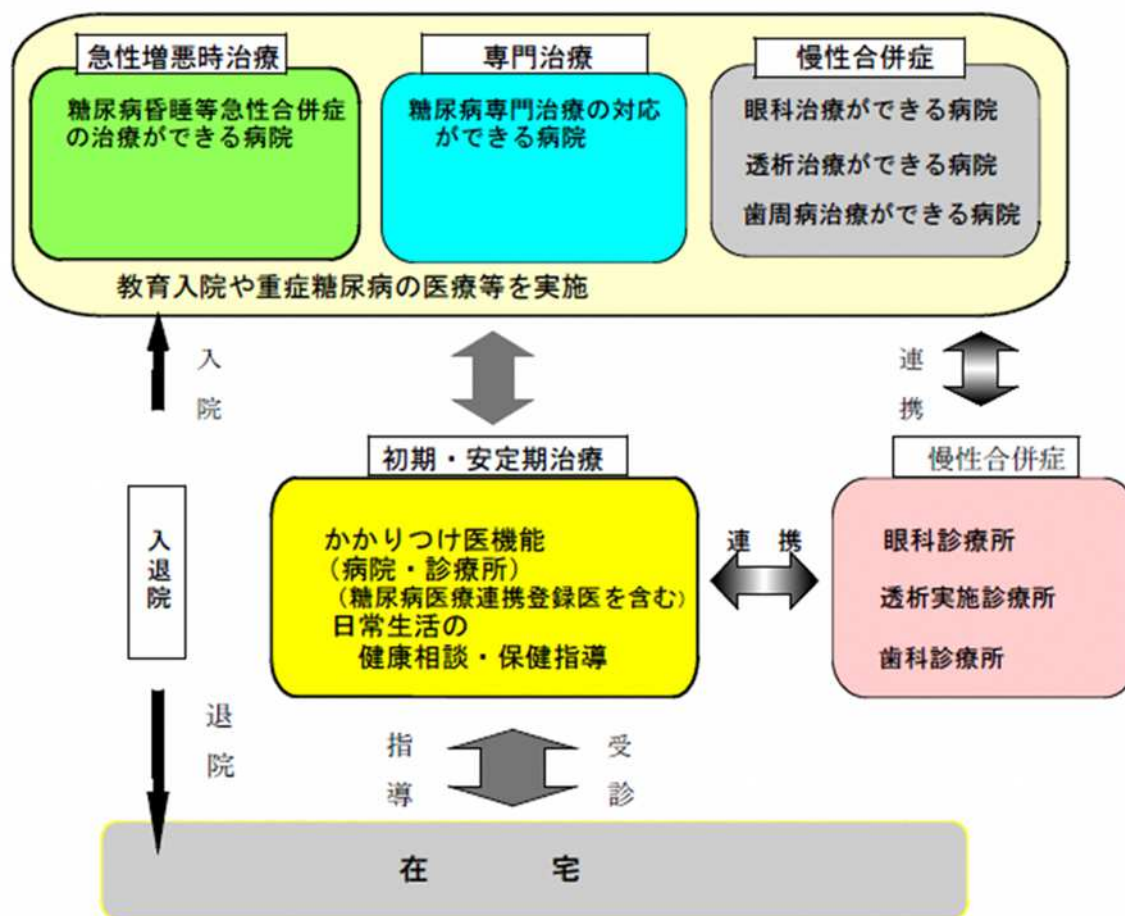 急性増悪時治療
糖尿病昏睡等急性合併症
の治療ができる病院
専門治療
糖尿病専門治療の対応
ができる病院
慢性合併症
眼科治療ができる病院
透析治療ができる病院
歯周病治療ができる病院
教育入院や重症糖尿病の医療等を実施
入院
連携
入退院
退院
初期・安定期治療
かかりつけ医機能
(病院・診療所)
(糖尿病医療連携登録医を含む)
日常生活の
健康相談・保健指導
連 携
慢性合併症
眼科診療所
透析実施診療所
歯科診療所
指導
受診
在 宅